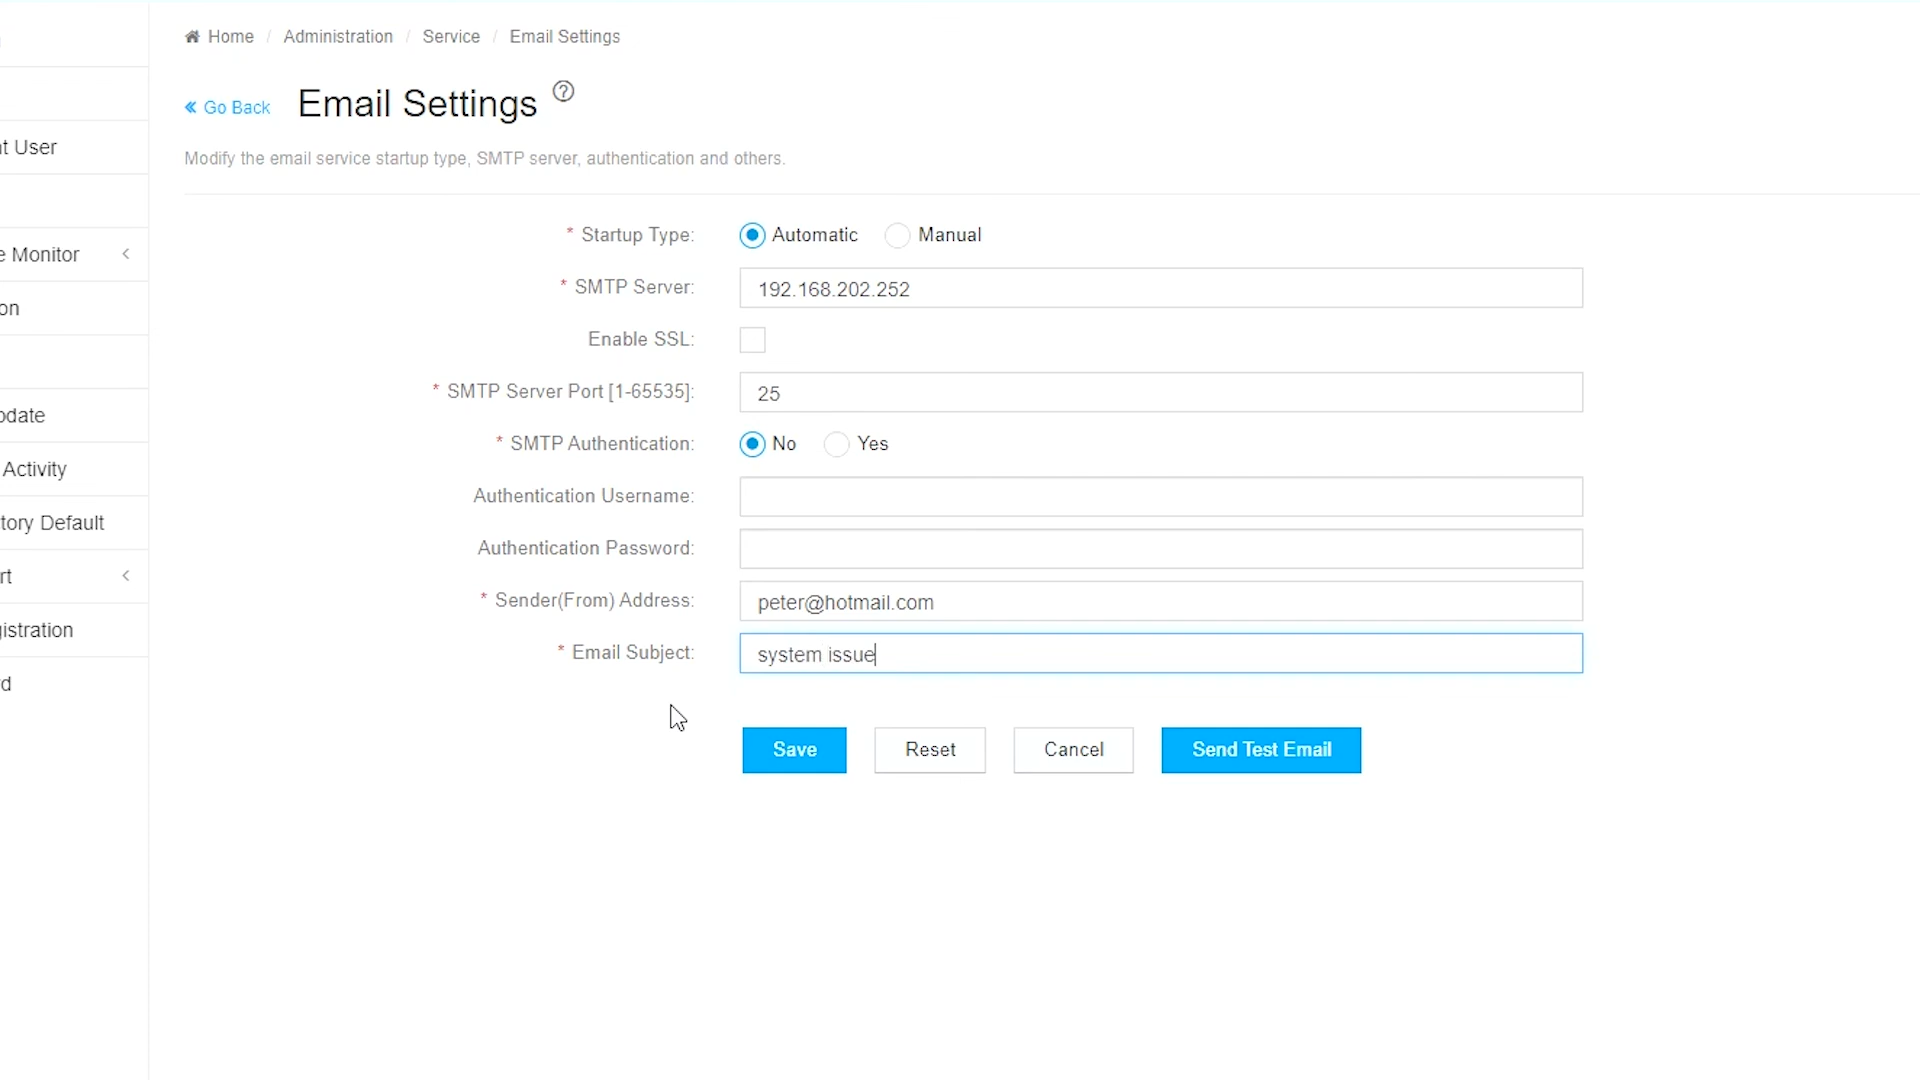 Home / Administration / Service / Email Settings
« Go Back Email Settings ?
Modify the email service startup type, SMTP server, authentication and others.
* Startup Type: Automatic Manual
* SMTP Server: 192.168.202.252
Enable SSL:
* SMTP Server Port [1-65535]: 25
* SMTP Authentication: No Yes
Authentication Username:
Authentication Password:
* Sender(From) Address: peter@hotmail.com
* Email Subject: system issue
Save Reset Cancel Send Test Email
t User
e Monitor
on
pdate
Activity
tory Default
rt
istration
d